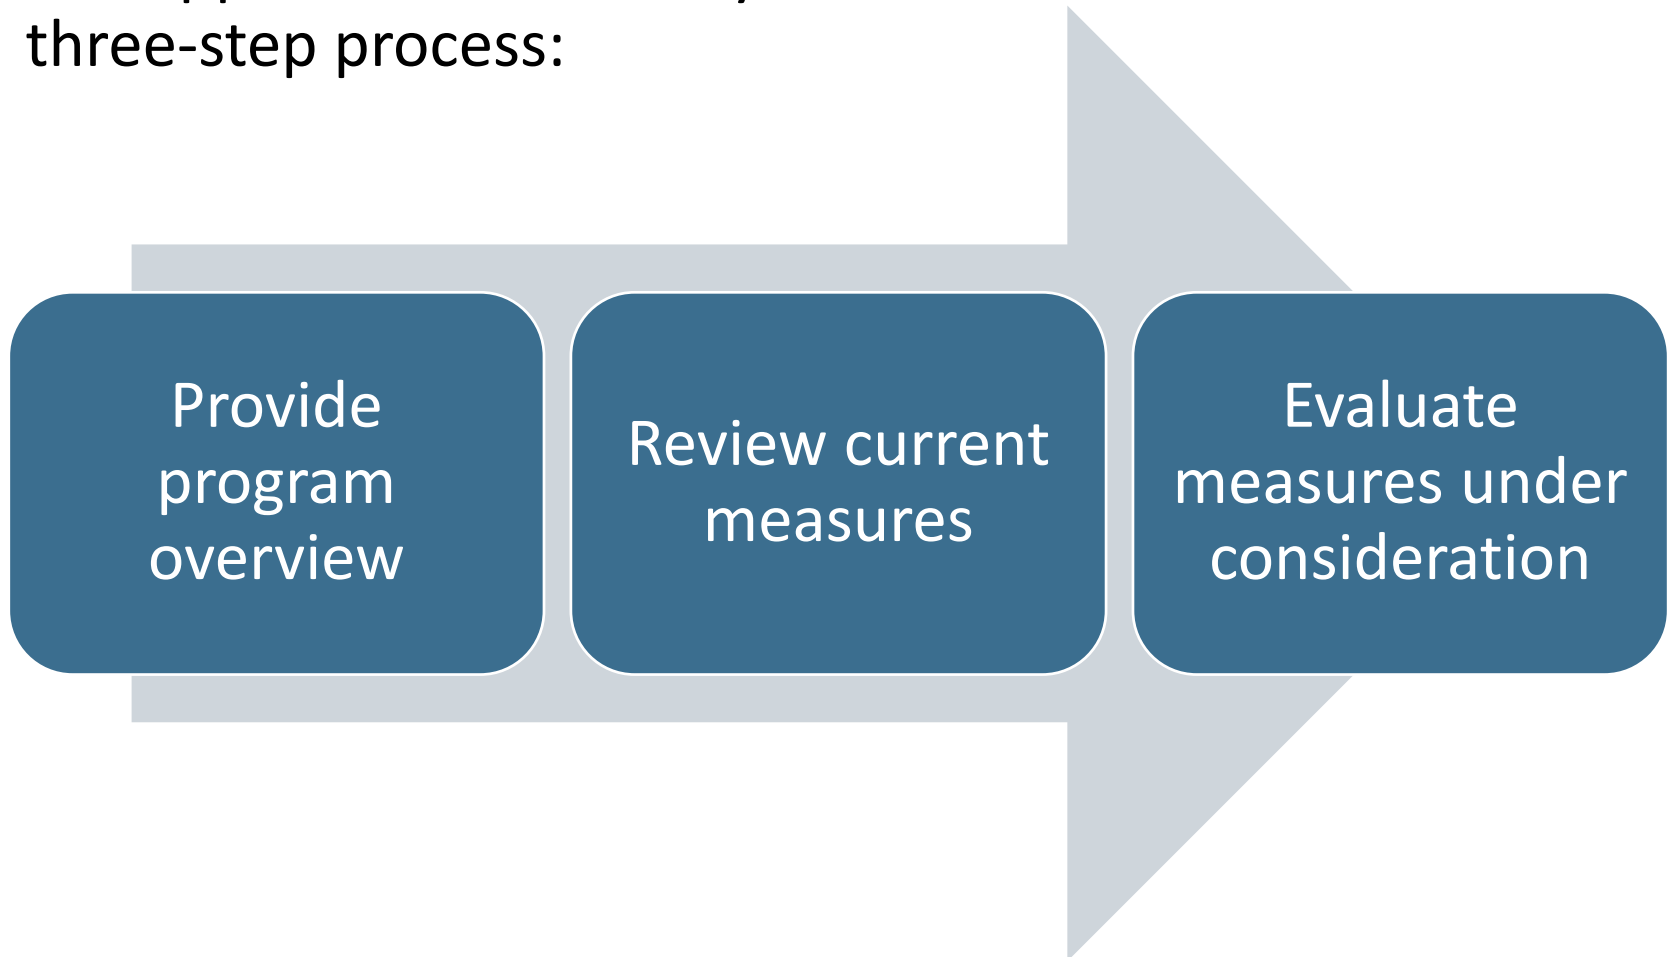 three-step process:
Provide
program
overview
Review current
measures
Evaluate
measures under
consideration